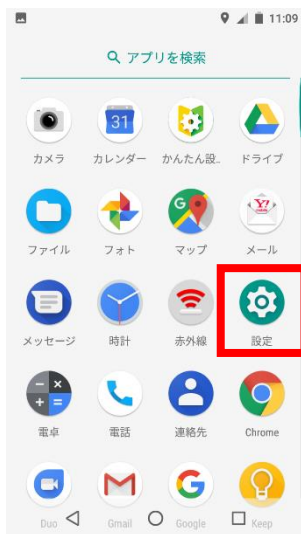 11:09
アプリを検索
31
G
Y!
カメラ
カレンダー
かんたん設..
ドライブ
ファイル
フォト
マップ
メール
メッセージ
時計
赤外線
設定
電卓
電話
連絡先
Chrome
G
Duo
Gmail
Google
Keep